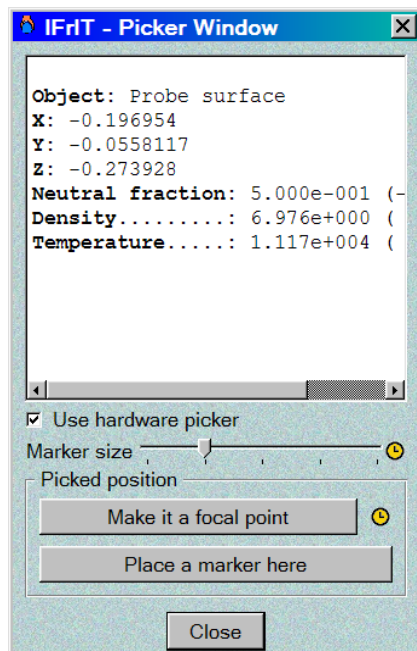 IFrIT - Picker Window
Object: Probe surface
X: -0.196954
Y: -0.0558117
Z: -0.273928
Neutral fraction: 5.000e-001 (-
Density.........: 6.976e+000 (
Temperature.....: 1.117e+004 (
Use hardware picker
Marker size
Picked position
Make it a focal point
Place a marker here
Close